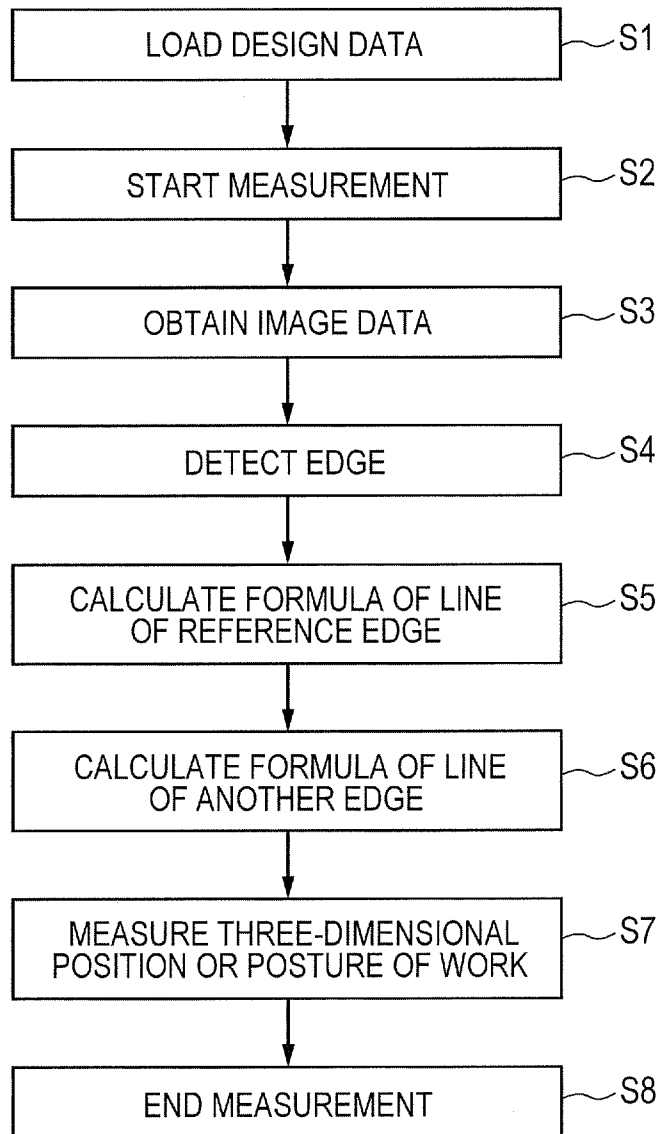 LOAD DESIGN DATA
S1
START MEASUREMENT
S2
OBTAIN IMAGE DATA
S3
DETECT EDGE
S4
CALCULATE FORMULA OF LINE
OF REFERENCE EDGE
S5
CALCULATE FORMULA OF LINE
OF ANOTHER EDGE
S6
MEASURE THREE-DIMENSIONAL
POSITION OR POSTURE OF WORK
S7
END MEASUREMENT
S8